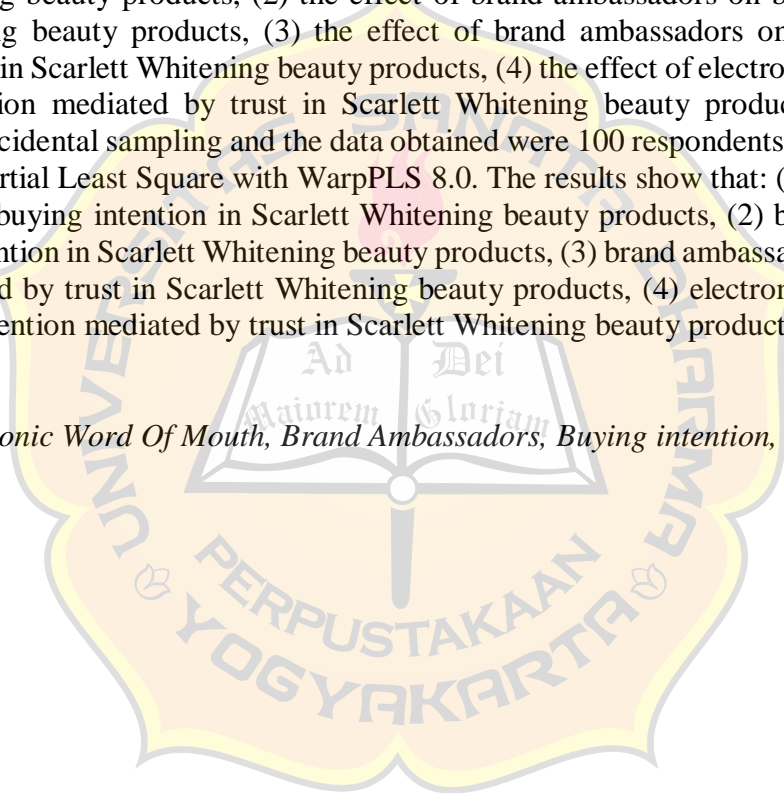 ng beauty products, (2) the effect of brand ambassadors on b
ng beauty products, (3) the effect of brand ambassadors on
in Scarlett Whitening beauty products, (4) the effect of electro
ion mediated by trust in Scarlett Whitening beauty produc
cidental sampling and the data obtained were 100 respondents
rtial Least Square with WarpPLS 8.0. The results show that: (
buying intention in Scarlett Whitening beauty products, (2) b
ntion in Scarlett Whitening beauty products, (3) brand ambassa
d by trust in Scarlett Whitening beauty products, (4) electron
tention mediated by trust in Scarlett Whitening beauty product
onic Word Of Mouth, Brand Ambassadors, Buying intention,
UNIVERSITAS SANATA DHARMA
Ad Dei
Maiorem Gloriam
PERPUSTAKAAN
YOGYAKARTA